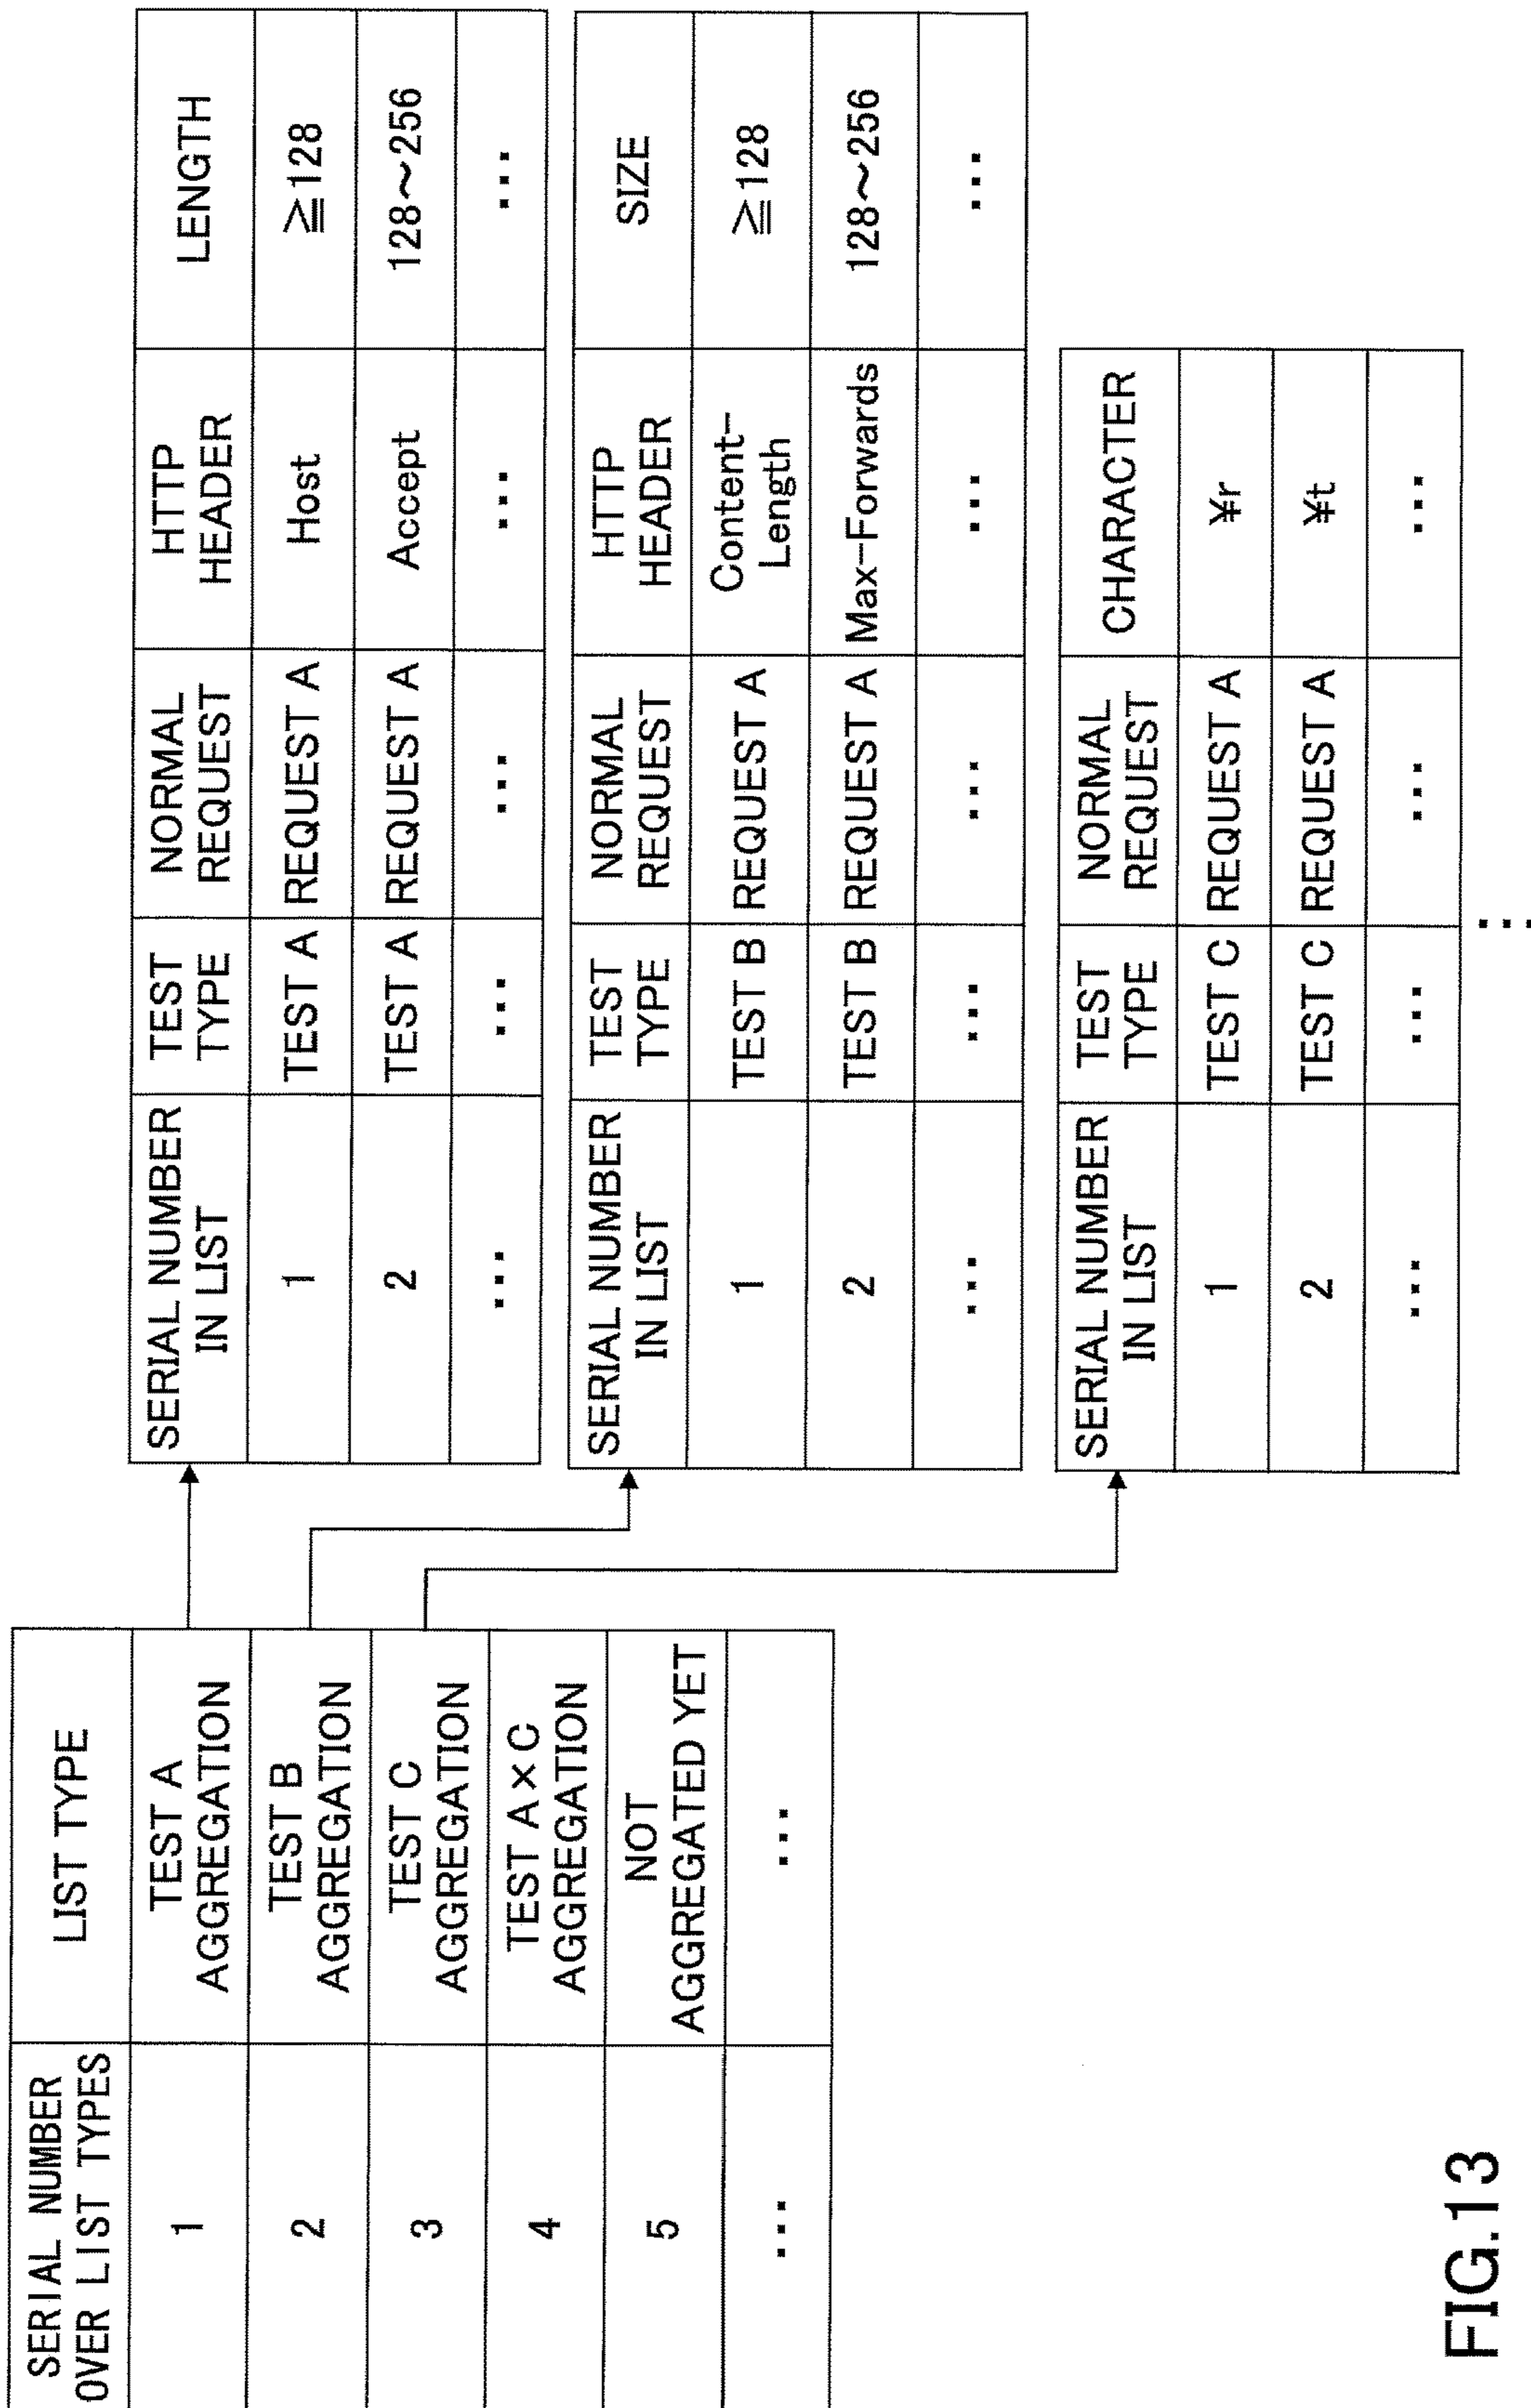 SERIAL NUMBER
OVER LIST TYPES
LIST TYPE
1
TEST A
AGGREGATION
2
TEST B
AGGREGATION
3
TEST C
AGGREGATION
4
TEST A×C
AGGREGATION
5
NOT
AGGREGATED YET
...
...
SERIAL NUMBER
IN LIST
TEST
TYPE
NORMAL
REQUEST
HTTP
HEADER
LENGTH
1
TEST A
REQUEST A
Host
≧128
2
TEST A
REQUEST A
Accept
128～256
...
...
...
...
...
SERIAL NUMBER
IN LIST
TEST
TYPE
NORMAL
REQUEST
HTTP
HEADER
SIZE
1
TEST B
REQUEST A
Content-
Length
≧128
2
TEST B
REQUEST A
Max-Forwards
128～256
...
...
...
...
...
SERIAL NUMBER
IN LIST
TEST
TYPE
NORMAL
REQUEST
CHARACTER
1
TEST C
REQUEST A
¥r
2
TEST C
REQUEST A
¥t
...
...
...
...
...
FIG.13